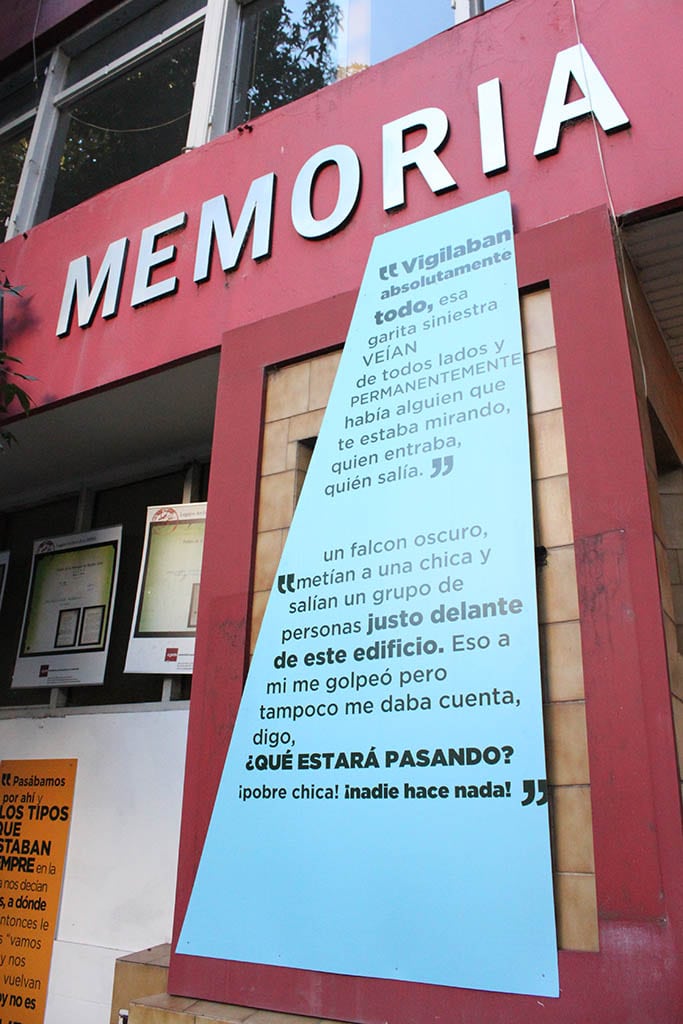 MEMORIA
“ Vigilaban
absolutamente
todo, esa
garita siniestra
VEÍAN
de todos lados y
PERMANENTEMENTE
había alguien que
te estaba mirando,
quien entraba,
quién salía. ”
un falcon oscuro,
“ metían a una chica y
salían un grupo de
personas justo delante
de este edificio. Eso a
mi me golpeó pero
tampoco me daba cuenta,
digo,
¿QUÉ ESTARÁ PASANDO?
¡pobre chica! ¡nadie hace nada! ”
“ Pasábamos
por ahí y
LOS TIPOS
QUE
ESTABAN
EMPRE en la
a nos decían
s, a dónde
entonces le
s “vamos
y nos
vuelvan
oy no es